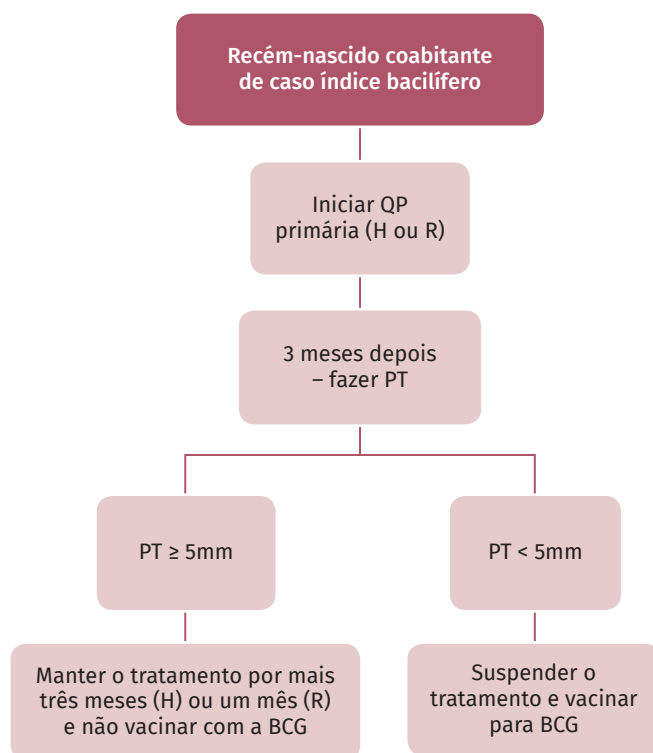 Recém-nascido coabitante
de caso índice bacilífero
Iniciar QP
primária (H ou R)
3 meses depois
– fazer PT
PT ≥ 5mm
PT < 5mm
Manter o tratamento por mais
três meses (H) ou um mês (R)
e não vacinar com a BCG
Suspender o
tratamento e vacinar
para BCG